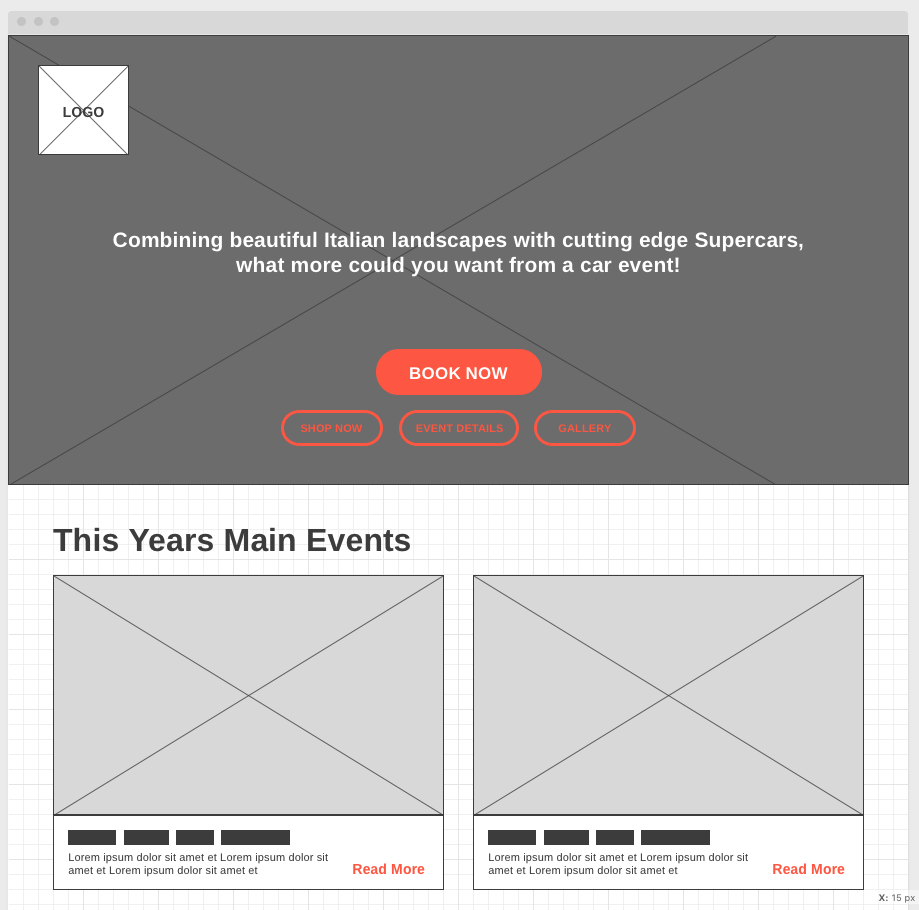 LOGO
Combining beautiful Italian landscapes with cutting edge Supercars,
what more could you want from a car event!
BOOK NOW
SHOP NOW
EVENT DETAILS
GALLERY
This Years Main Events
Lorem ipsum dolor sit amet et Lorem ipsum dolor sit
amet et Lorem ipsum dolor sit amet et
Read More
Lorem ipsum dolor sit amet et Lorem ipsum dolor sit
amet et Lorem ipsum dolor sit amet et
Read More
X: 15 px